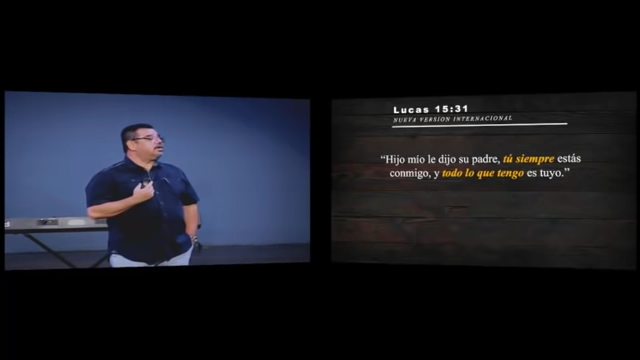 Lucas 15:31
NUEVA VERSION INTERNACIONAL
“Hijo mío le dijo su padre, tú siempre estás
conmigo, y todo lo que tengo es tuyo.”